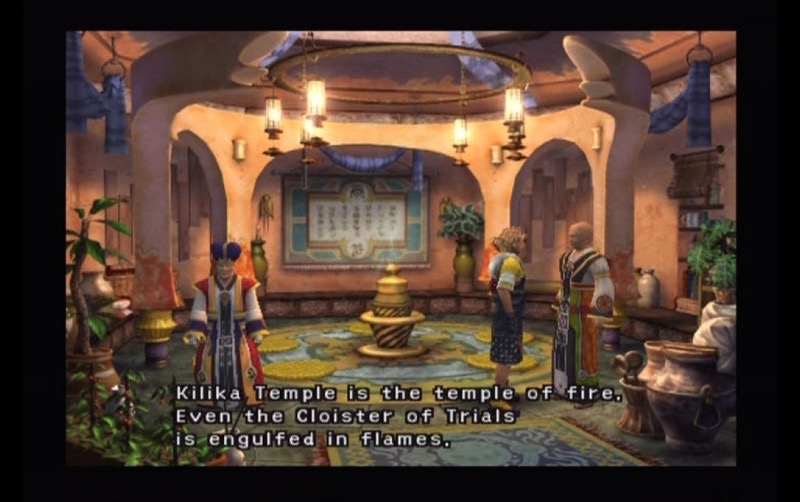 Kilika Temple is the temple of fire.
Even the Cloister of Trials
is engulfed in flames.